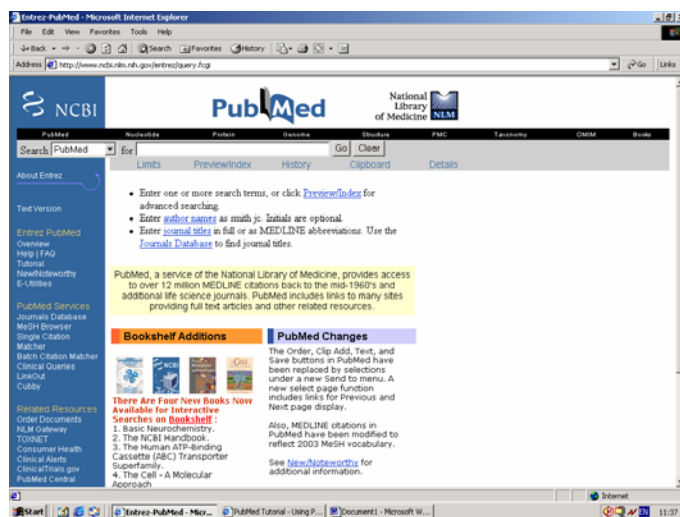 Entrez-PubMed - Microsoft Internet Explorer
File Edit View Favorites Tools Help
Back Search Favorites History
Address http://www.ncbi.nlm.nih.gov/entrez/query.fcgi Go Links
NCBI
PubMed
National
Library
of Medicine NLM
PubMed Nucleotide Protein Genome Structure PMC Taxonomy OMIM Books
Search PubMed for Go Clear
Limits Preview/Index History Clipboard Details
About Entrez
Text Version
Entrez PubMed
Overview
Help | FAQ
Tutorial
New/Noteworthy
E-Utilities
PubMed Services
Journals Database
MeSH Browser
Single Citation
Matcher
Batch Citation Matcher
Clinical Queries
LinkOut
Cubby
Related Resources
Order Documents
NLM Gateway
TOXNET
Consumer Health
Clinical Alerts
ClinicalTrials.gov
PubMed Central
• Enter one or more search terms, or click Preview/Index for
advanced searching.
• Enter author names as smith jc. Initials are optional.
• Enter journal titles in full or as MEDLINE abbreviations. Use the
Journals Database to find journal titles.
PubMed, a service of the National Library of Medicine, provides access
to over 12 million MEDLINE citations back to the mid-1960's and
additional life science journals. PubMed includes links to many sites
providing full text articles and other related resources.
Bookshelf Additions
There Are Four New Books Now
Available for Interactive
Searches on Bookshelf :
1. Basic Neurochemistry.
2. The NCBI Handbook.
3. The Human ATP-Binding
Cassette (ABC) Transporter
Superfamily.
4. The Cell - A Molecular
Approach
PubMed Changes
The Order, Clip Add, Text, and
Save buttons in PubMed have
been replaced by selections
under a new Send to menu. A
new select page function
includes links for Previous and
Next page display.
Also, MEDLINE citations in
PubMed have been modified to
reflect 2003 MeSH vocabulary.
See New/Noteworthy for
additional information.
Internet
Start Entrez-PubMed - Micr... PubMed Tutorial - Using P... Document1 - Microsoft W... EN 11:37